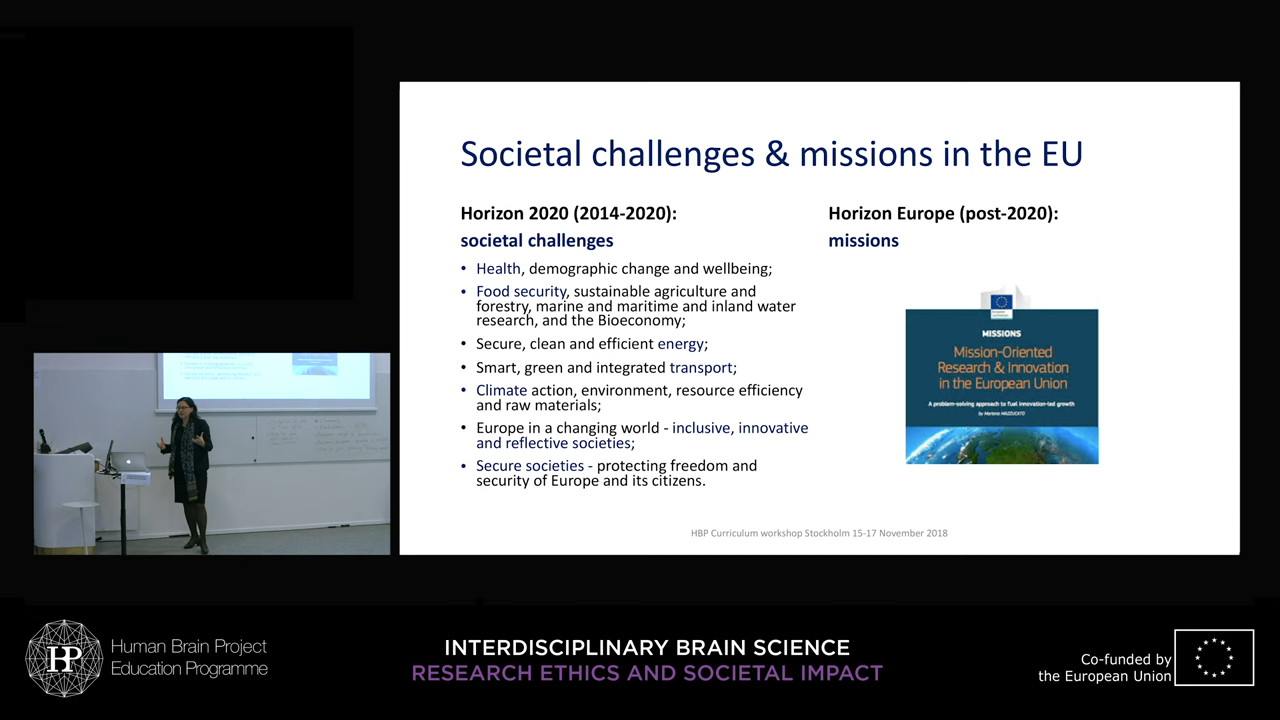 Societal challenges & missions in the EU
Horizon 2020 (2014-2020):
societal challenges
• Health, demographic change and wellbeing;
• Food security, sustainable agriculture and
forestry, marine and maritime and inland water
research, and the Bioeconomy;
• Secure, clean and efficient energy;
• Smart, green and integrated transport;
• Climate action, environment, resource efficiency
and raw materials;
• Europe in a changing world - inclusive, innovative
and reflective societies;
• Secure societies - protecting freedom and
security of Europe and its citizens.
Horizon Europe (post-2020):
missions
MISSIONS
Mission-Oriented
Research & Innovation
in the European Union
A problem-solving approach to fuel innovation-led growth
by Mariana MAZZUCATO
HBP Curriculum workshop Stockholm 15-17 November 2018
HP
Human Brain Project
Education Programme
INTERDISCIPLINARY BRAIN SCIENCE
RESEARCH ETHICS AND SOCIETAL IMPACT
Co-funded by
the European Union